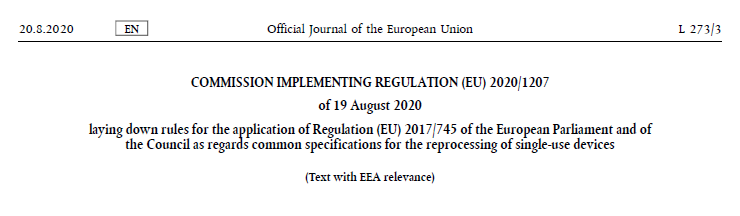 20.8.2020 EN Official Journal of the European Union L 273/3
COMMISSION IMPLEMENTING REGULATION (EU) 2020/1207
of 19 August 2020
laying down rules for the application of Regulation (EU) 2017/745 of the European Parliament and of
the Council as regards common specifications for the reprocessing of single-use devices
(Text with EEA relevance)